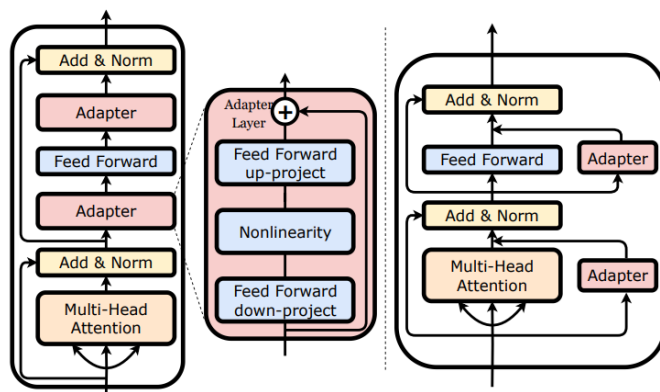 Add & Norm
Adapter
Feed Forward
Adapter
Add & Norm
Multi-Head
Attention
Adapter
Layer
+
Feed Forward
up-project
Nonlinearity
Feed Forward
down-project
Add & Norm
Feed Forward
Adapter
Add & Norm
Multi-Head
Attention
Adapter